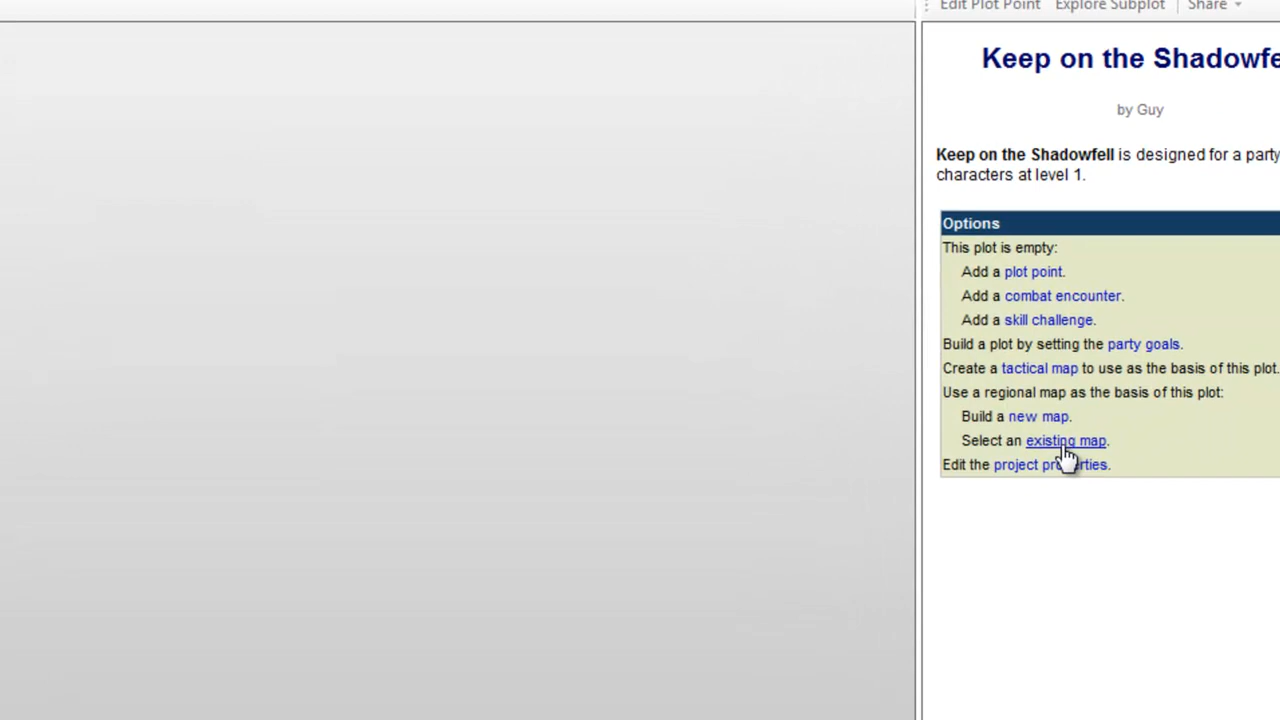 Edit Plot Point Explore Subplot Share
Keep on the
by Guy
Keep on the Shadowfell is designed for a party
characters at level 1.
Options
This plot is empty:
Add a plot point.
Add a combat encounter.
Add a skill challenge.
Build a plot by setting the party goals.
Create a tactical map to use as the basis of this plot.
Use a regional map as the basis of this plot:
Build a new map.
Select an existing map.
Edit the project properties.